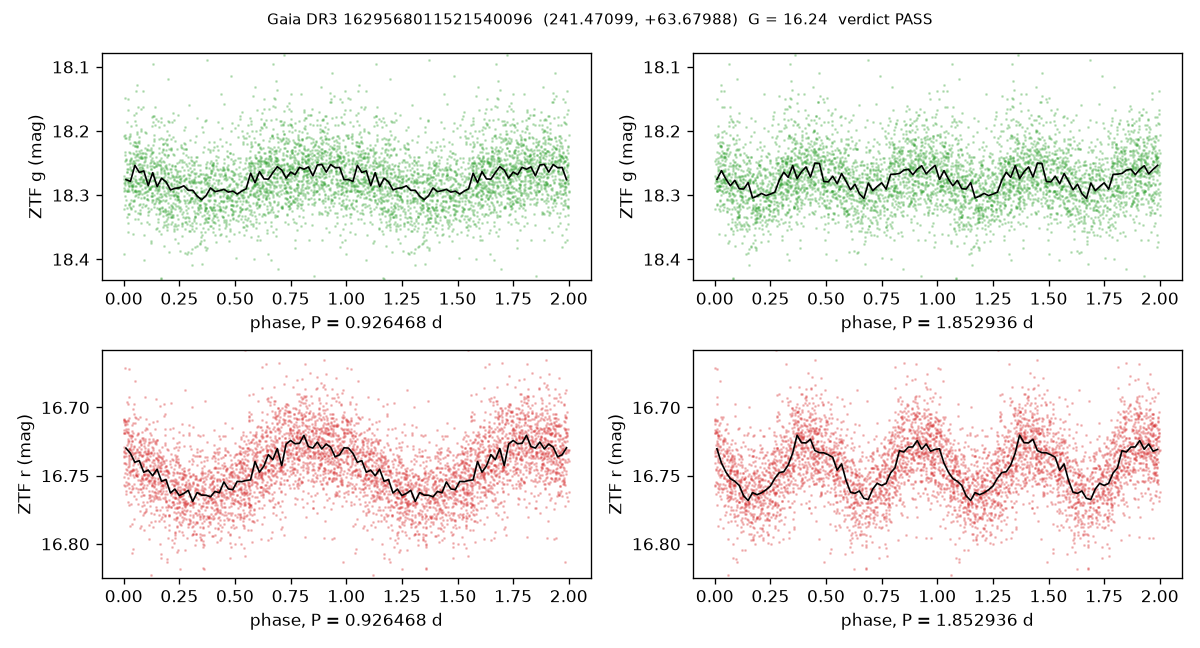 Gaia DR3 1629568011521540096 (241.47099, +63.67988) G = 16.24 verdict PASS
ZTF g (mag)
18.1
18.2
18.3
18.4
0.00 0.25 0.50 0.75 1.00 1.25 1.50 1.75 2.00
phase, P = 0.926468 d
ZTF g (mag)
18.1
18.2
18.3
18.4
0.00 0.25 0.50 0.75 1.00 1.25 1.50 1.75 2.00
phase, P = 1.852936 d
ZTF r (mag)
16.70
16.75
16.80
0.00 0.25 0.50 0.75 1.00 1.25 1.50 1.75 2.00
phase, P = 0.926468 d
ZTF r (mag)
16.70
16.75
16.80
0.00 0.25 0.50 0.75 1.00 1.25 1.50 1.75 2.00
phase, P = 1.852936 d